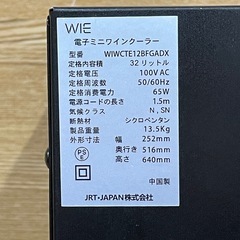 WIE
電子ミニワインクーラー
型番 WIWCTE12BFGADX
定格内容積 32リットル
定格電圧 100VAC
定格周波数 50/60Hz
定格消費電力 65W
電源コードの長さ 1.5m
気候クラス N, SN
断熱材 シクロペンタン
製品重量 13.5Kg
外形寸法 幅 252mm
奥行き 516mm
高さ 640mm
PSE
中国製
JRT-JAPAN株式会社